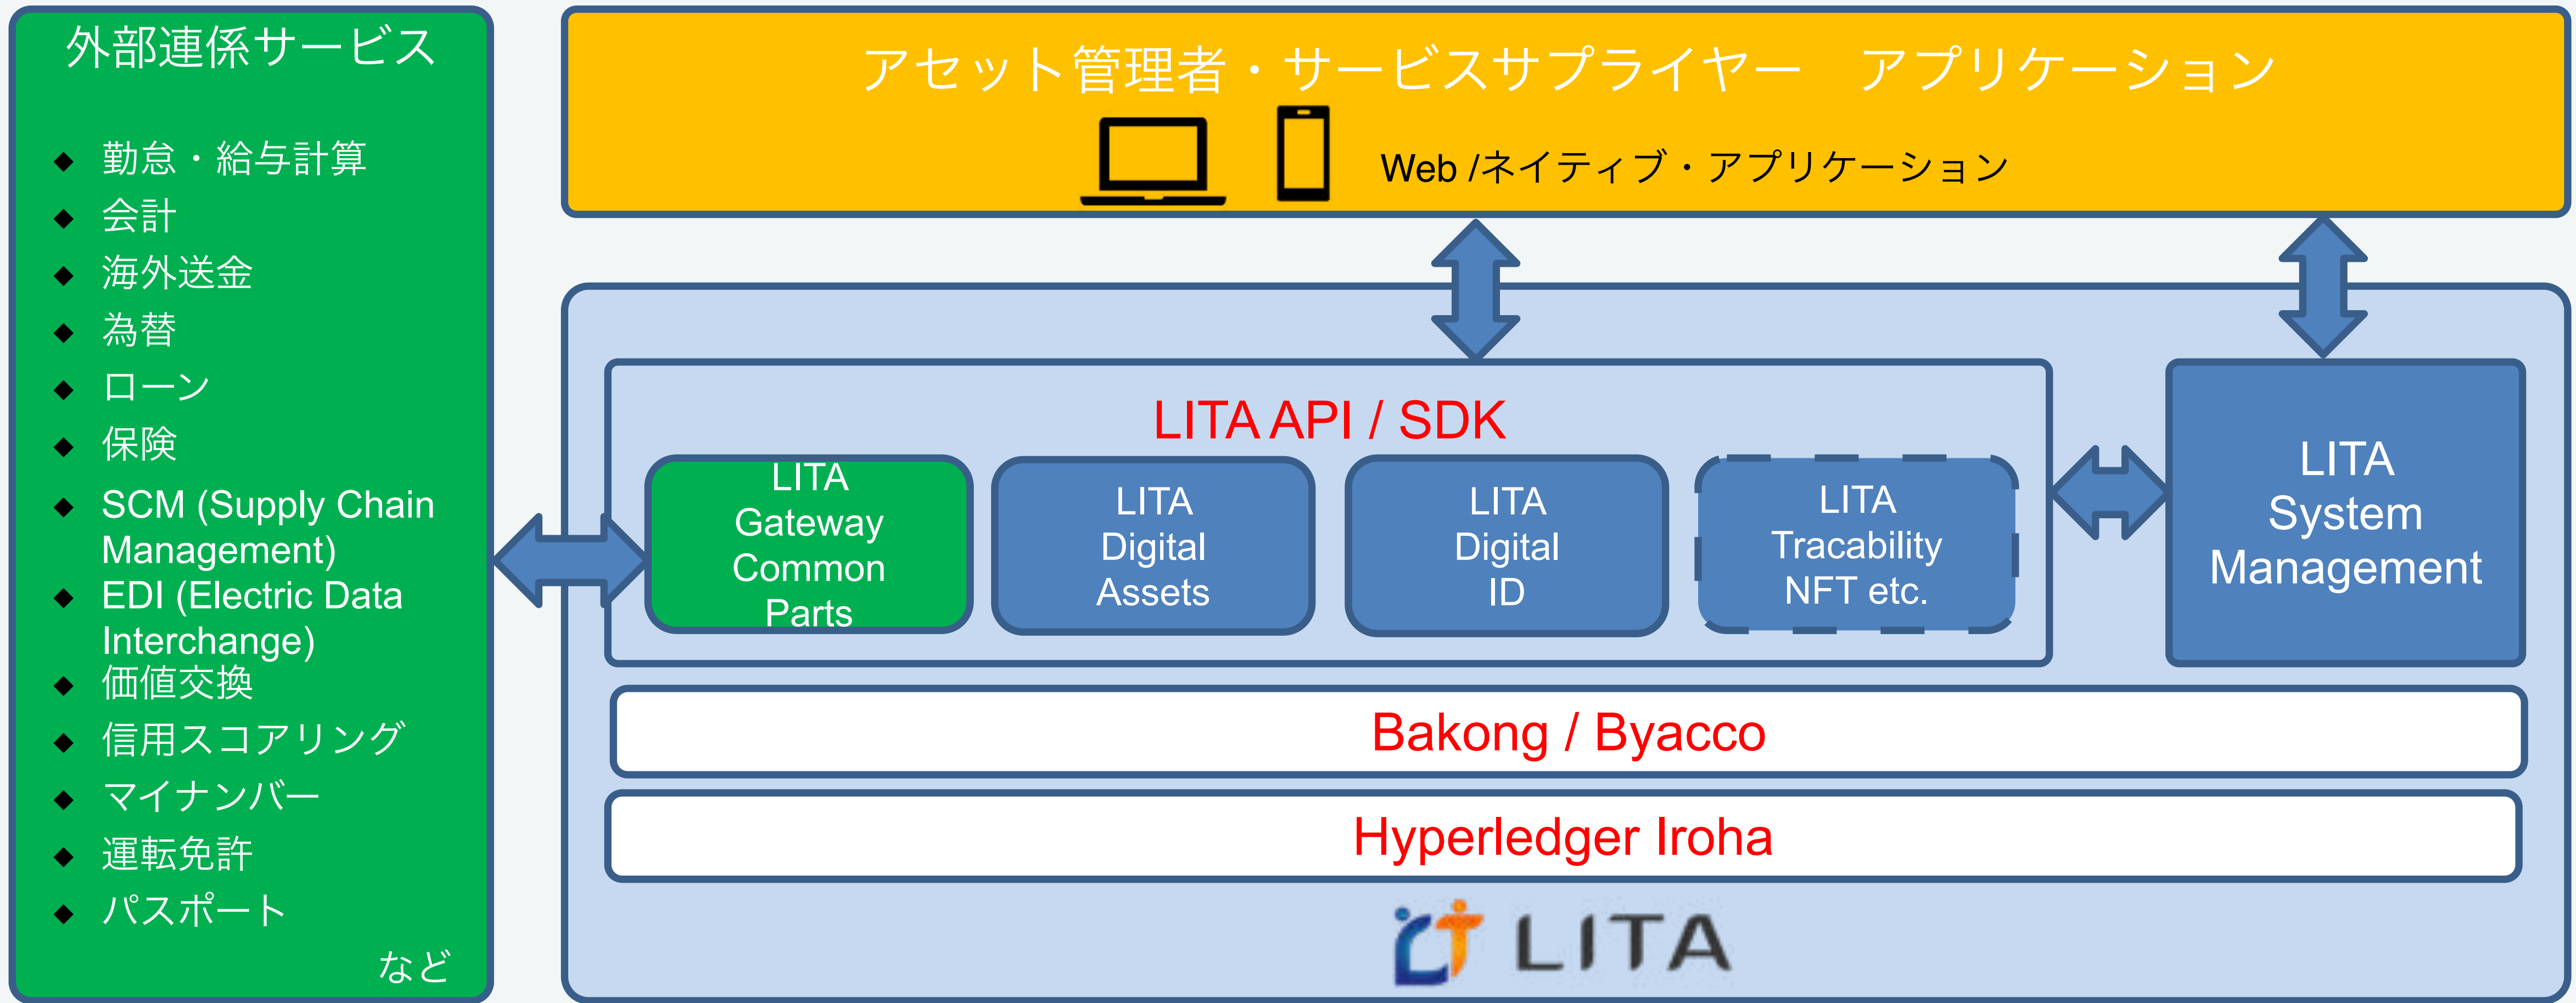 外部連係サービス
◆ 勤怠・給与計算
◆ 会計
◆ 海外送金
◆ 為替
◆ ローン
◆ 保険
◆ SCM (Supply Chain
Management)
◆ EDI (Electric Data
Interchange)
◆ 価値交換
◆ 信用スコアリング
◆ マイナンバー
◆ 運転免許
◆ パスポート
など
アセット管理者・サービスサプライヤー　アプリケーション
Web /ネイティブ・アプリケーション
LITA API / SDK
LITA
Gateway
Common
Parts
LITA
Digital
Assets
LITA
Digital
ID
LITA
Tracability
NFT etc.
LITA
System
Management
Bakong / Byacco
Hyperledger Iroha
LITA